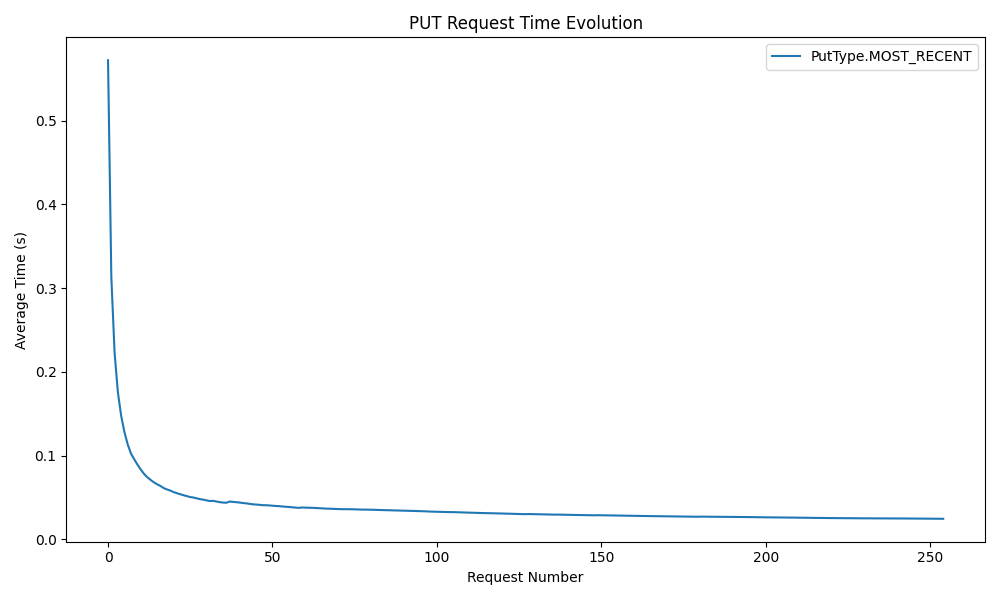 PUT Request Time Evolution
PutType.MOST_RECENT
Average Time (s)
0.5
0.4
0.3
0.2
0.1
0.0
0 50 100 150 200 250
Request Number